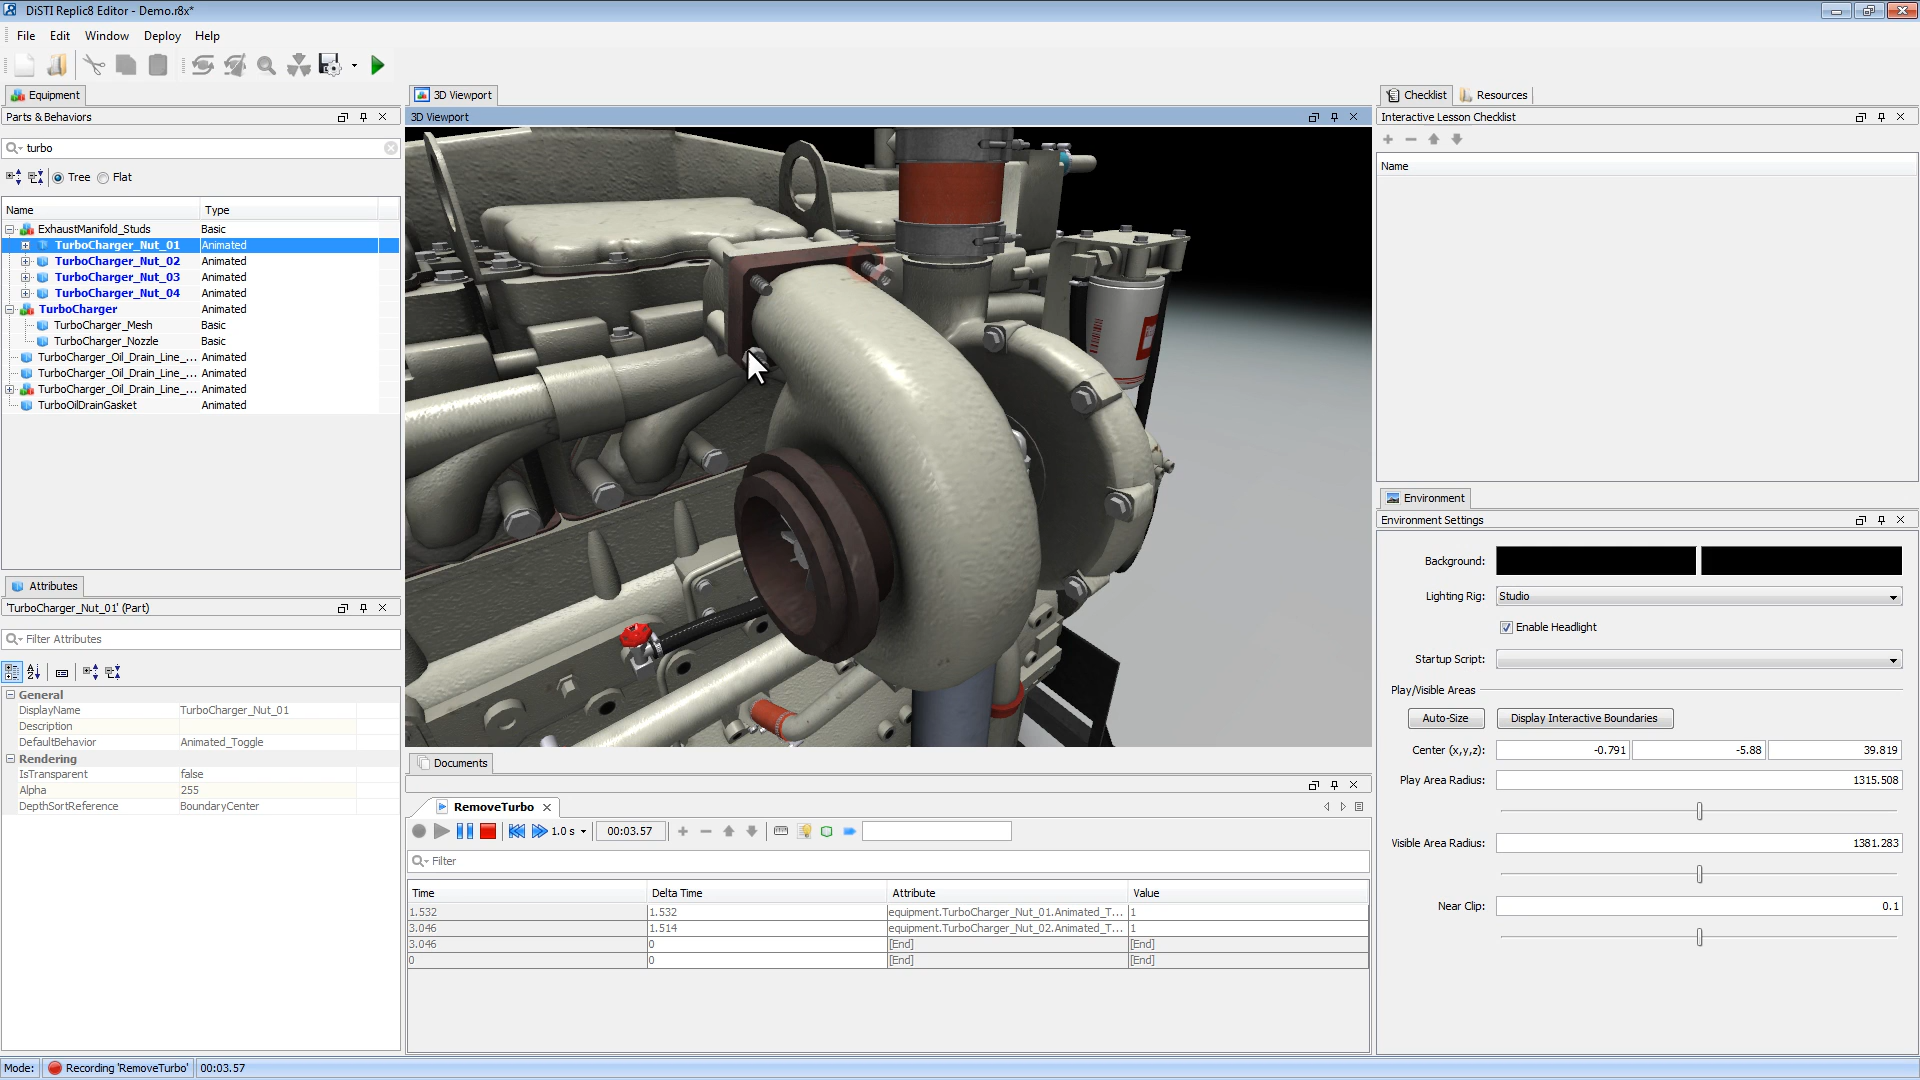 DiSTI Replic8 Editor - Demo.r8x*
File Edit Window Deploy Help
Equipment
Parts & Behaviors
turbo
Tree Flat
Name Type
ExhaustManifold_Studs Basic
TurboCharger_Nut_01 Animated
TurboCharger_Nut_02 Animated
TurboCharger_Nut_03 Animated
TurboCharger_Nut_04 Animated
TurboCharger Animated
TurboCharger_Mesh Basic
TurboCharger_Nozzle Basic
TurboCharger_Oil_Drain_Line_... Animated
TurboCharger_Oil_Drain_Line_... Animated
TurboCharger_Oil_Drain_Line_... Animated
TurboOilDrainGasket Animated
Attributes
'TurboCharger_Nut_01' (Part)
Filter Attributes
General
DisplayName TurboCharger_Nut_01
Description
DefaultBehavior Animated_Toggle
Rendering
IsTransparent false
Alpha 255
DepthSortReference BoundaryCenter
3D Viewport
3D Viewport
Documents
RemoveTurbo
1.0 s 00:03.57
Filter
Time Delta Time Attribute Value
1.532 1.532 equipment.TurboCharger_Nut_01.Animated_T... 1
3.046 1.514 equipment.TurboCharger_Nut_02.Animated_T... 1
3.046 0 [End] [End]
0 0 [End] [End]
Checklist Resources
Interactive Lesson Checklist
Name
Environment
Environment Settings
Background:
Lighting Rig: Studio
Enable Headlight
Startup Script:
Play/Visible Areas
Auto-Size Display Interactive Boundaries
Center (x,y,z): -0.791 -5.88 39.819
Play Area Radius: 1315.508
Visible Area Radius: 1381.283
Near Clip: 0.1
Mode: Recording 'RemoveTurbo' 00:03.57